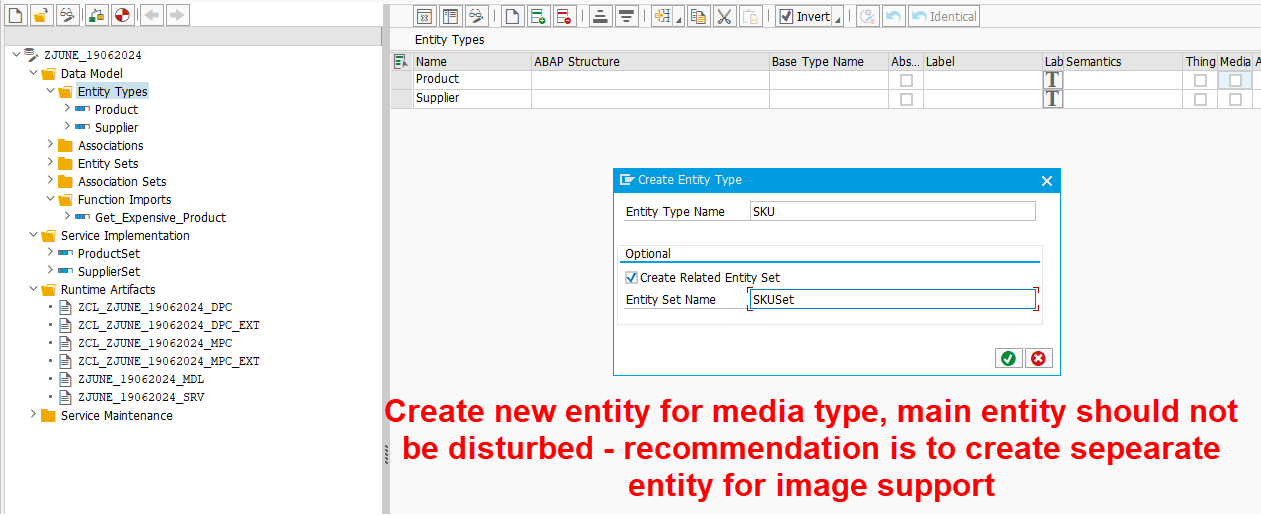 Invert
Identical
ZJUNE_19062024
Data Model
Entity Types
Product
Supplier
Associations
Entity Sets
Association Sets
Function Imports
Get_Expensive_Product
Service Implementation
ProductSet
SupplierSet
Runtime Artifacts
ZCL_ZJUNE_19062024_DPC
ZCL_ZJUNE_19062024_DPC_EXT
ZCL_ZJUNE_19062024_MPC
ZCL_ZJUNE_19062024_MPC_EXT
ZJUNE_19062024_MDL
ZJUNE_19062024_SRV
Service Maintenance
Entity Types
Name ABAP Structure Base Type Name Abs... Label Lab Semantics Thing Media A
Product T
Supplier T
Create Entity Type
Entity Type Name SKU
Optional
Create Related Entity Set
Entity Set Name SKUSet
Create new entity for media type, main entity should not
be disturbed - recommendation is to create sepearate
entity for image support